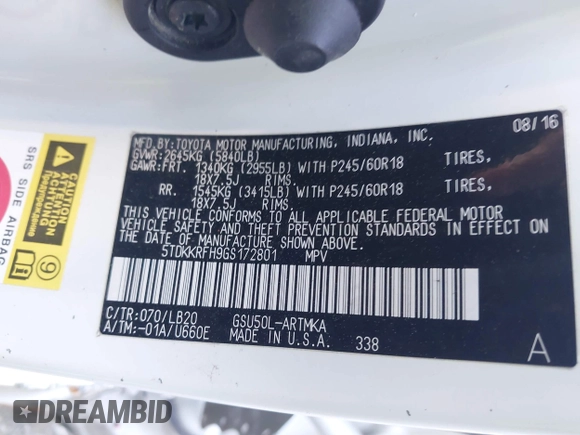 08/16
MFD.BY:TOYOTA MOTOR MANUFACTURING, INDIANA, INC.
GVWR:2645KG (5840LB)
GAWR:FRT. 1340KG (2955LB) WITH P245/60R18 TIRES,
18X7.5J RIMS.
RR. 1545KG (3415LB) WITH P245/60R18 TIRES,
18X7.5J RIMS.
THIS VEHICLE CONFORMS TO ALL APPLICABLE FEDERAL MOTOR
VEHICLE SAFETY AND THEFT PREVENTION STANDARDS IN EFFECT ON
THE DATE OF MANUFACTURE SHOWN ABOVE.
5TDKKRFH9GS172801 MPV
C/TR:070/LB20 GSU50L-ARTMKA
A/TM:-01A/U660E MADE IN U.S.A. 338 A
SRS SIDE AIRBAG
CAUTION
ATTENTION
9
DREAMBID